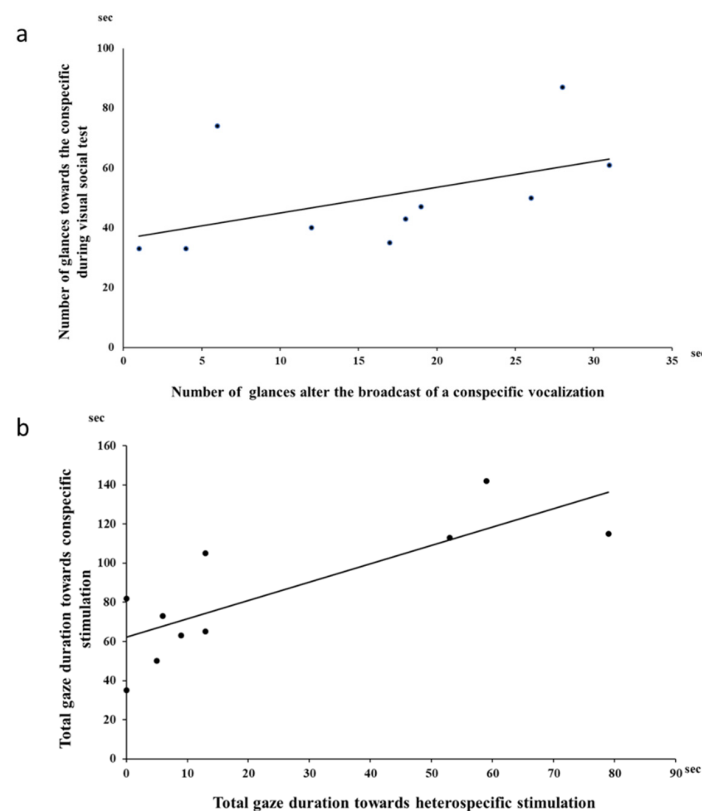 a
sec
Number of glances towards the conspecific
during visual social test
100
80
60
40
20
0
0 5 10 15 20 25 30 35
sec
Number of glances alter the broadcast of a conspecific vocalization
b
sec
Total gaze duration towards conspecific
stimulation
160
140
120
100
80
60
40
20
0
0 10 20 30 40 50 60 70 80 90 sec
Total gaze duration towards heterospecific stimulation